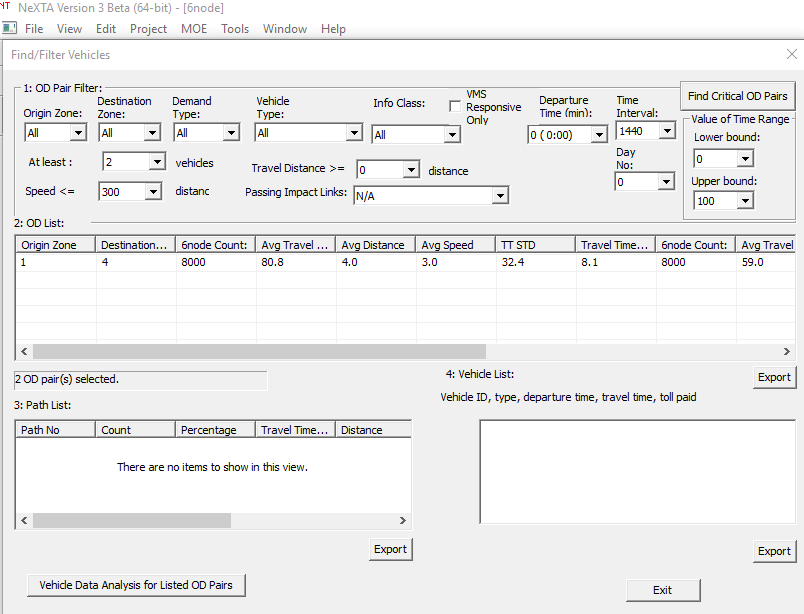 NeXTA Version 3 Beta (64-bit) - [6node]
File View Edit Project MOE Tools Window Help
Find/Filter Vehicles
1: OD Pair Filter:
Origin Zone: Destination Zone: Demand Type: Vehicle Type: Info Class: VMS Responsive Only Departure Time (min): Time Interval: Find Critical OD Pairs
All All All All All 0 ( 0:00) 1440
Value of Time Range
Lower bound:
0
Upper bound:
100
Day No:
0
At least : 2 vehicles Travel Distance >= 0 distance
Speed <= 300 distanc Passing Impact Links: N/A
2: OD List:
Origin Zone Destination... 6node Count: Avg Travel ... Avg Distance Avg Speed TT STD Travel Time... 6node Count: Avg Travel
1 4 8000 80.8 4.0 3.0 32.4 8.1 8000 59.0
2 OD pair(s) selected.
4: Vehicle List:
Export
Vehicle ID, type, departure time, travel time, toll paid
3: Path List:
Path No Count Percentage Travel Time... Distance
There are no items to show in this view.
Export
Export
Vehicle Data Analysis for Listed OD Pairs
Exit